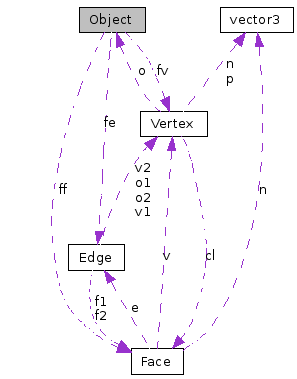 Object
vector3
o
fv
n
p
Vertex
fe
v2
o1
o2
v1
ff
n
Edge
v
cl
f1
f2
e
Face